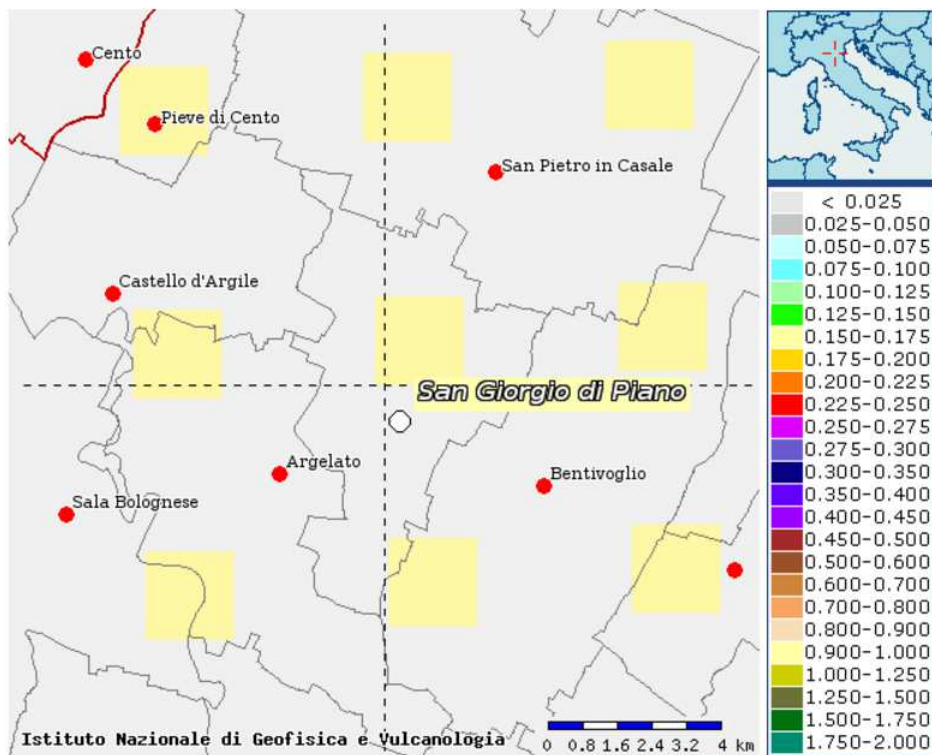 Cento
Pieve di Cento
San Pietro in Casale
Castello d'Argile
San Giorgio di Piano
Argelato
Bentivoglio
Sala Bolognese
Istituto Nazionale di Geofisica e Vulcanologia
0 0.8 1.6 2.4 3.2 4 km
< 0.025
0.025-0.050
0.050-0.075
0.075-0.100
0.100-0.125
0.125-0.150
0.150-0.175
0.175-0.200
0.200-0.225
0.225-0.250
0.250-0.275
0.275-0.300
0.300-0.350
0.350-0.400
0.400-0.450
0.450-0.500
0.500-0.600
0.600-0.700
0.700-0.800
0.800-0.900
0.900-1.000
1.000-1.250
1.250-1.500
1.500-1.750
1.750-2.000